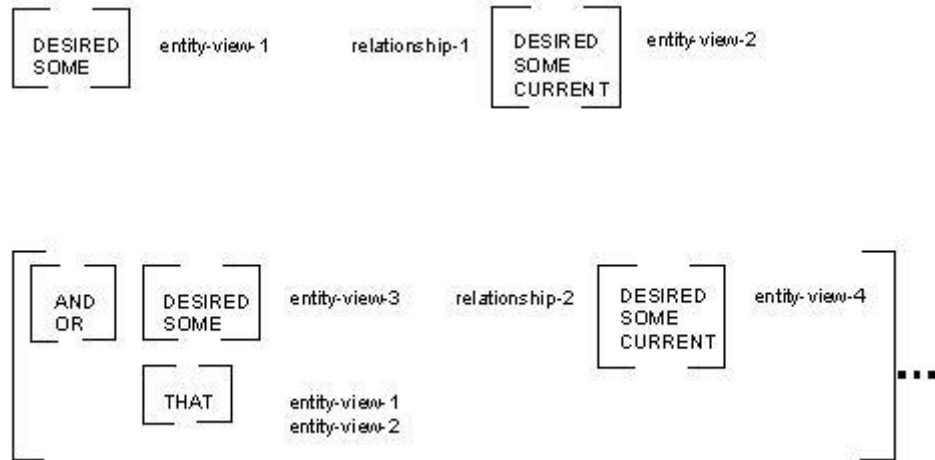 DESIRED entity-view-1 relationship-1 DESIRED entity-view-2
SOME SOME
CURRENT
AND DESIRED entity-view-3 relationship-2 DESIRED entity-view-4
OR SOME SOME
CURRENT
...
THAT entity-view-1
entity-view-2